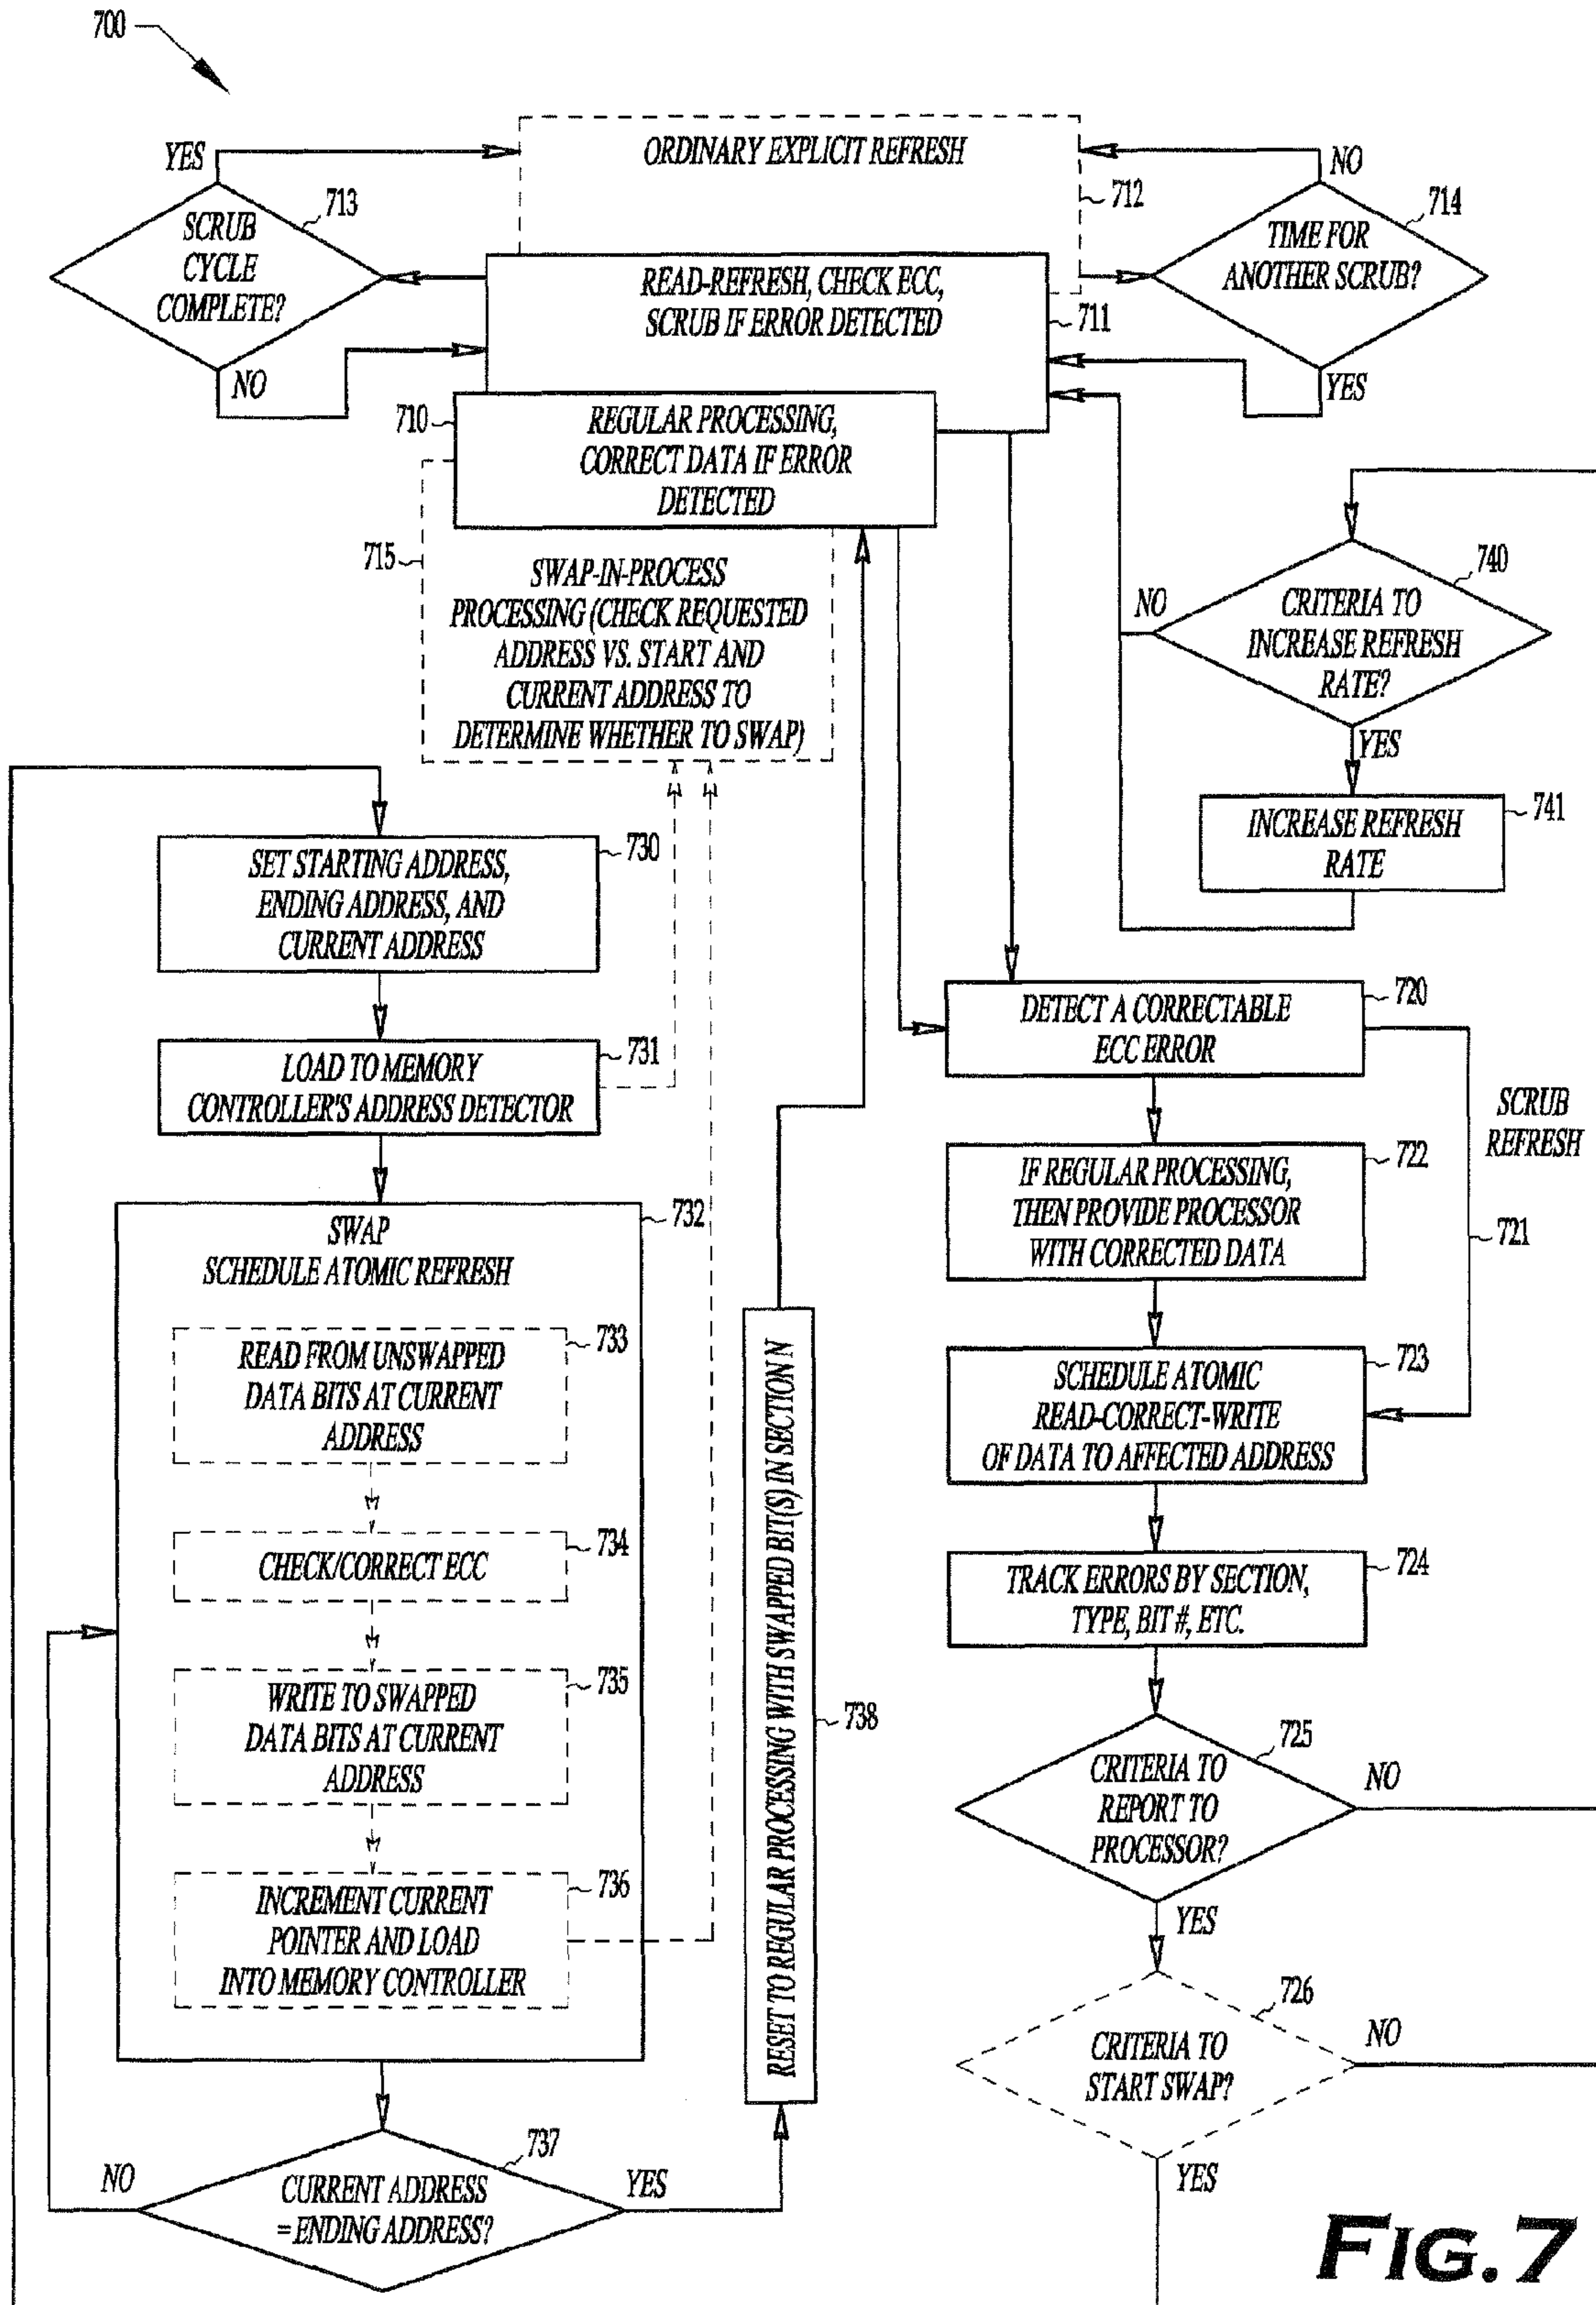 700
ORDINARY EXPLICIT REFRESH
712
YES
713
SCRUB
CYCLE
COMPLETE?
NO
NO
714
TIME FOR
ANOTHER SCRUB?
YES
READ-REFRESH, CHECK ECC,
SCRUB IF ERROR DETECTED
711
710
REGULAR PROCESSING,
CORRECT DATA IF ERROR
DETECTED
715
SWAP-IN-PROCESS
PROCESSING (CHECK REQUESTED
ADDRESS VS. START AND
CURRENT ADDRESS TO
DETERMINE WHETHER TO SWAP)
740
NO
CRITERIA TO
INCREASE REFRESH
RATE?
YES
INCREASE REFRESH
RATE
741
730
SET STARTING ADDRESS,
ENDING ADDRESS, AND
CURRENT ADDRESS
731
LOAD TO MEMORY
CONTROLLER'S ADDRESS DETECTOR
732
SWAP
SCHEDULE ATOMIC REFRESH
733
READ FROM UNSWAPPED
DATA BITS AT CURRENT
ADDRESS
734
CHECK/CORRECT ECC
735
WRITE TO SWAPPED
DATA BITS AT CURRENT
ADDRESS
736
INCREMENT CURRENT
POINTER AND LOAD
INTO MEMORY CONTROLLER
737
NO
CURRENT ADDRESS
= ENDING ADDRESS?
YES
RESET TO REGULAR PROCESSING WITH SWAPPED BIT(S) IN SECTION N
738
720
DETECT A CORRECTABLE
ECC ERROR
SCRUB
REFRESH
721
722
IF REGULAR PROCESSING,
THEN PROVIDE PROCESSOR
WITH CORRECTED DATA
723
SCHEDULE ATOMIC
READ-CORRECT-WRITE
OF DATA TO AFFECTED ADDRESS
724
TRACK ERRORS BY SECTION,
TYPE, BIT #, ETC.
725
CRITERIA TO
REPORT TO
PROCESSOR?
NO
YES
726
CRITERIA TO
START SWAP?
NO
YES
FIG. 7